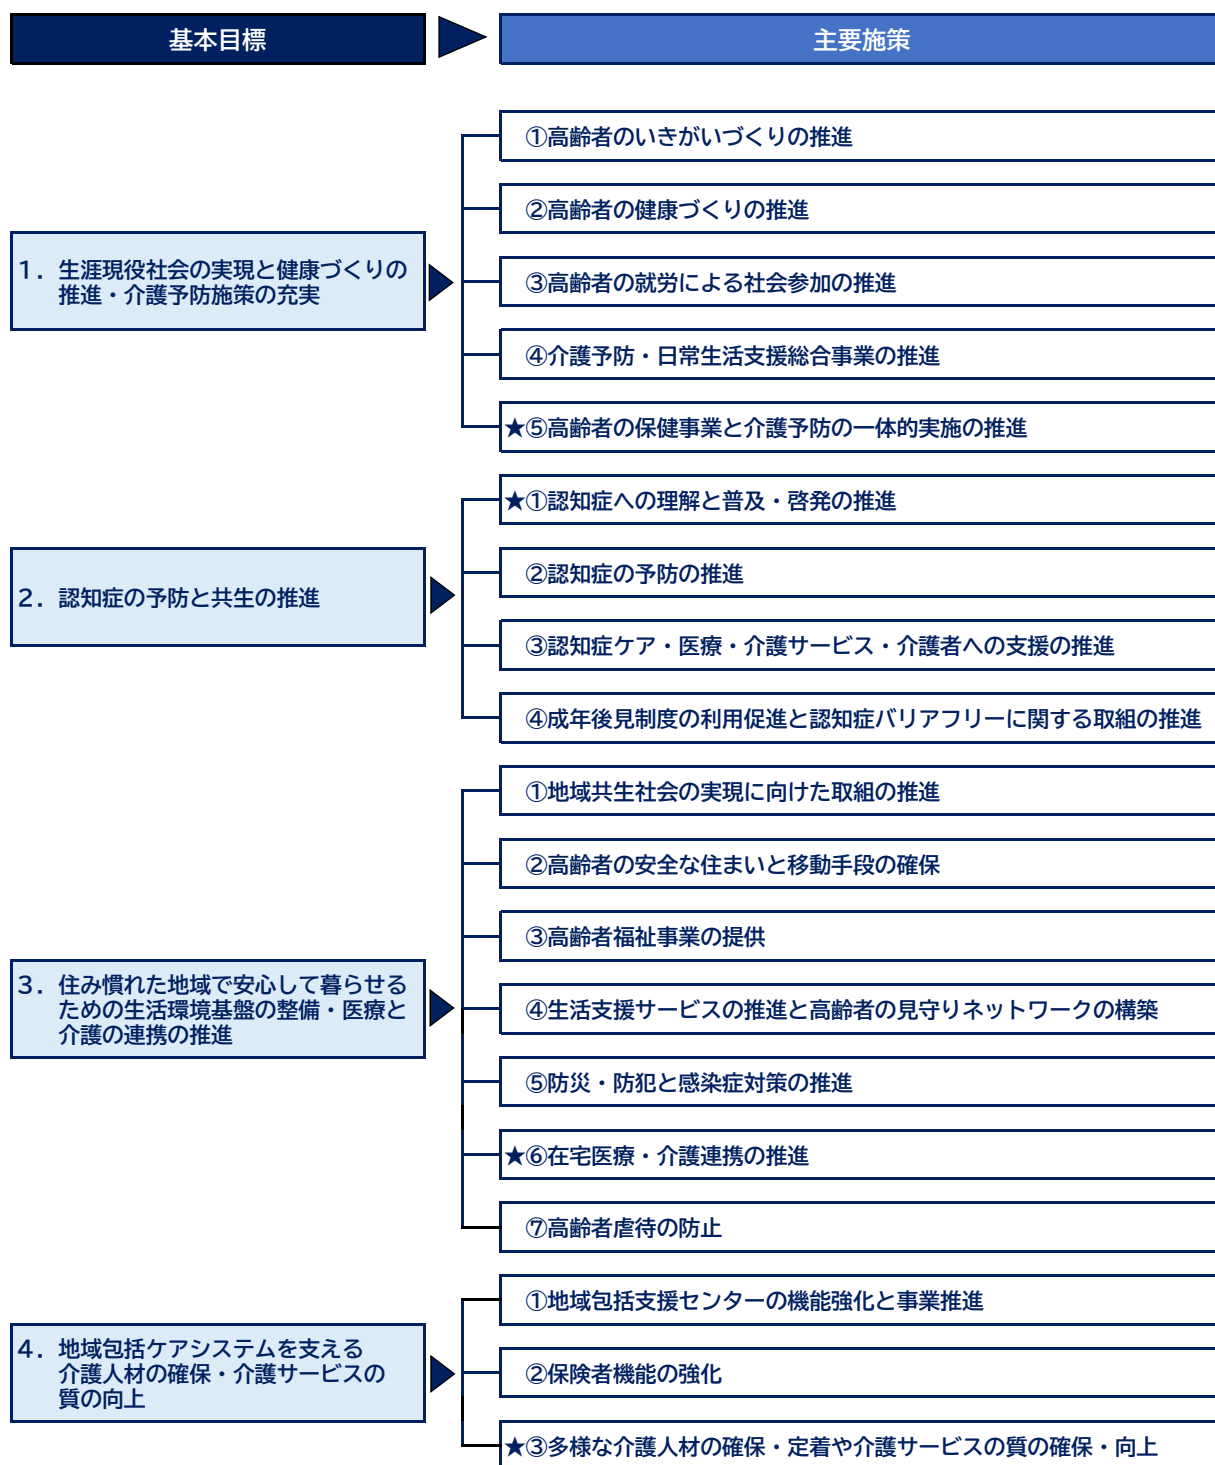 基本目標
主要施策
1．生涯現役社会の実現と健康づくりの
推進・介護予防施策の充実
①高齢者のいきがいづくりの推進
②高齢者の健康づくりの推進
③高齢者の就労による社会参加の推進
④介護予防・日常生活支援総合事業の推進
★⑤高齢者の保健事業と介護予防の一体的実施の推進
2．認知症の予防と共生の推進
★①認知症への理解と普及・啓発の推進
②認知症の予防の推進
③認知症ケア・医療・介護サービス・介護者への支援の推進
④成年後見制度の利用促進と認知症バリアフリーに関する取組の推進
3．住み慣れた地域で安心して暮らせる
ための生活環境基盤の整備・医療と
介護の連携の推進
①地域共生社会の実現に向けた取組の推進
②高齢者の安全な住まいと移動手段の確保
③高齢者福祉事業の提供
④生活支援サービスの推進と高齢者の見守りネットワークの構築
⑤防災・防犯と感染症対策の推進
★⑥在宅医療・介護連携の推進
⑦高齢者虐待の防止
4．地域包括ケアシステムを支える
介護人材の確保・介護サービスの
質の向上
①地域包括支援センターの機能強化と事業推進
②保険者機能の強化
★③多様な介護人材の確保・定着や介護サービスの質の確保・向上